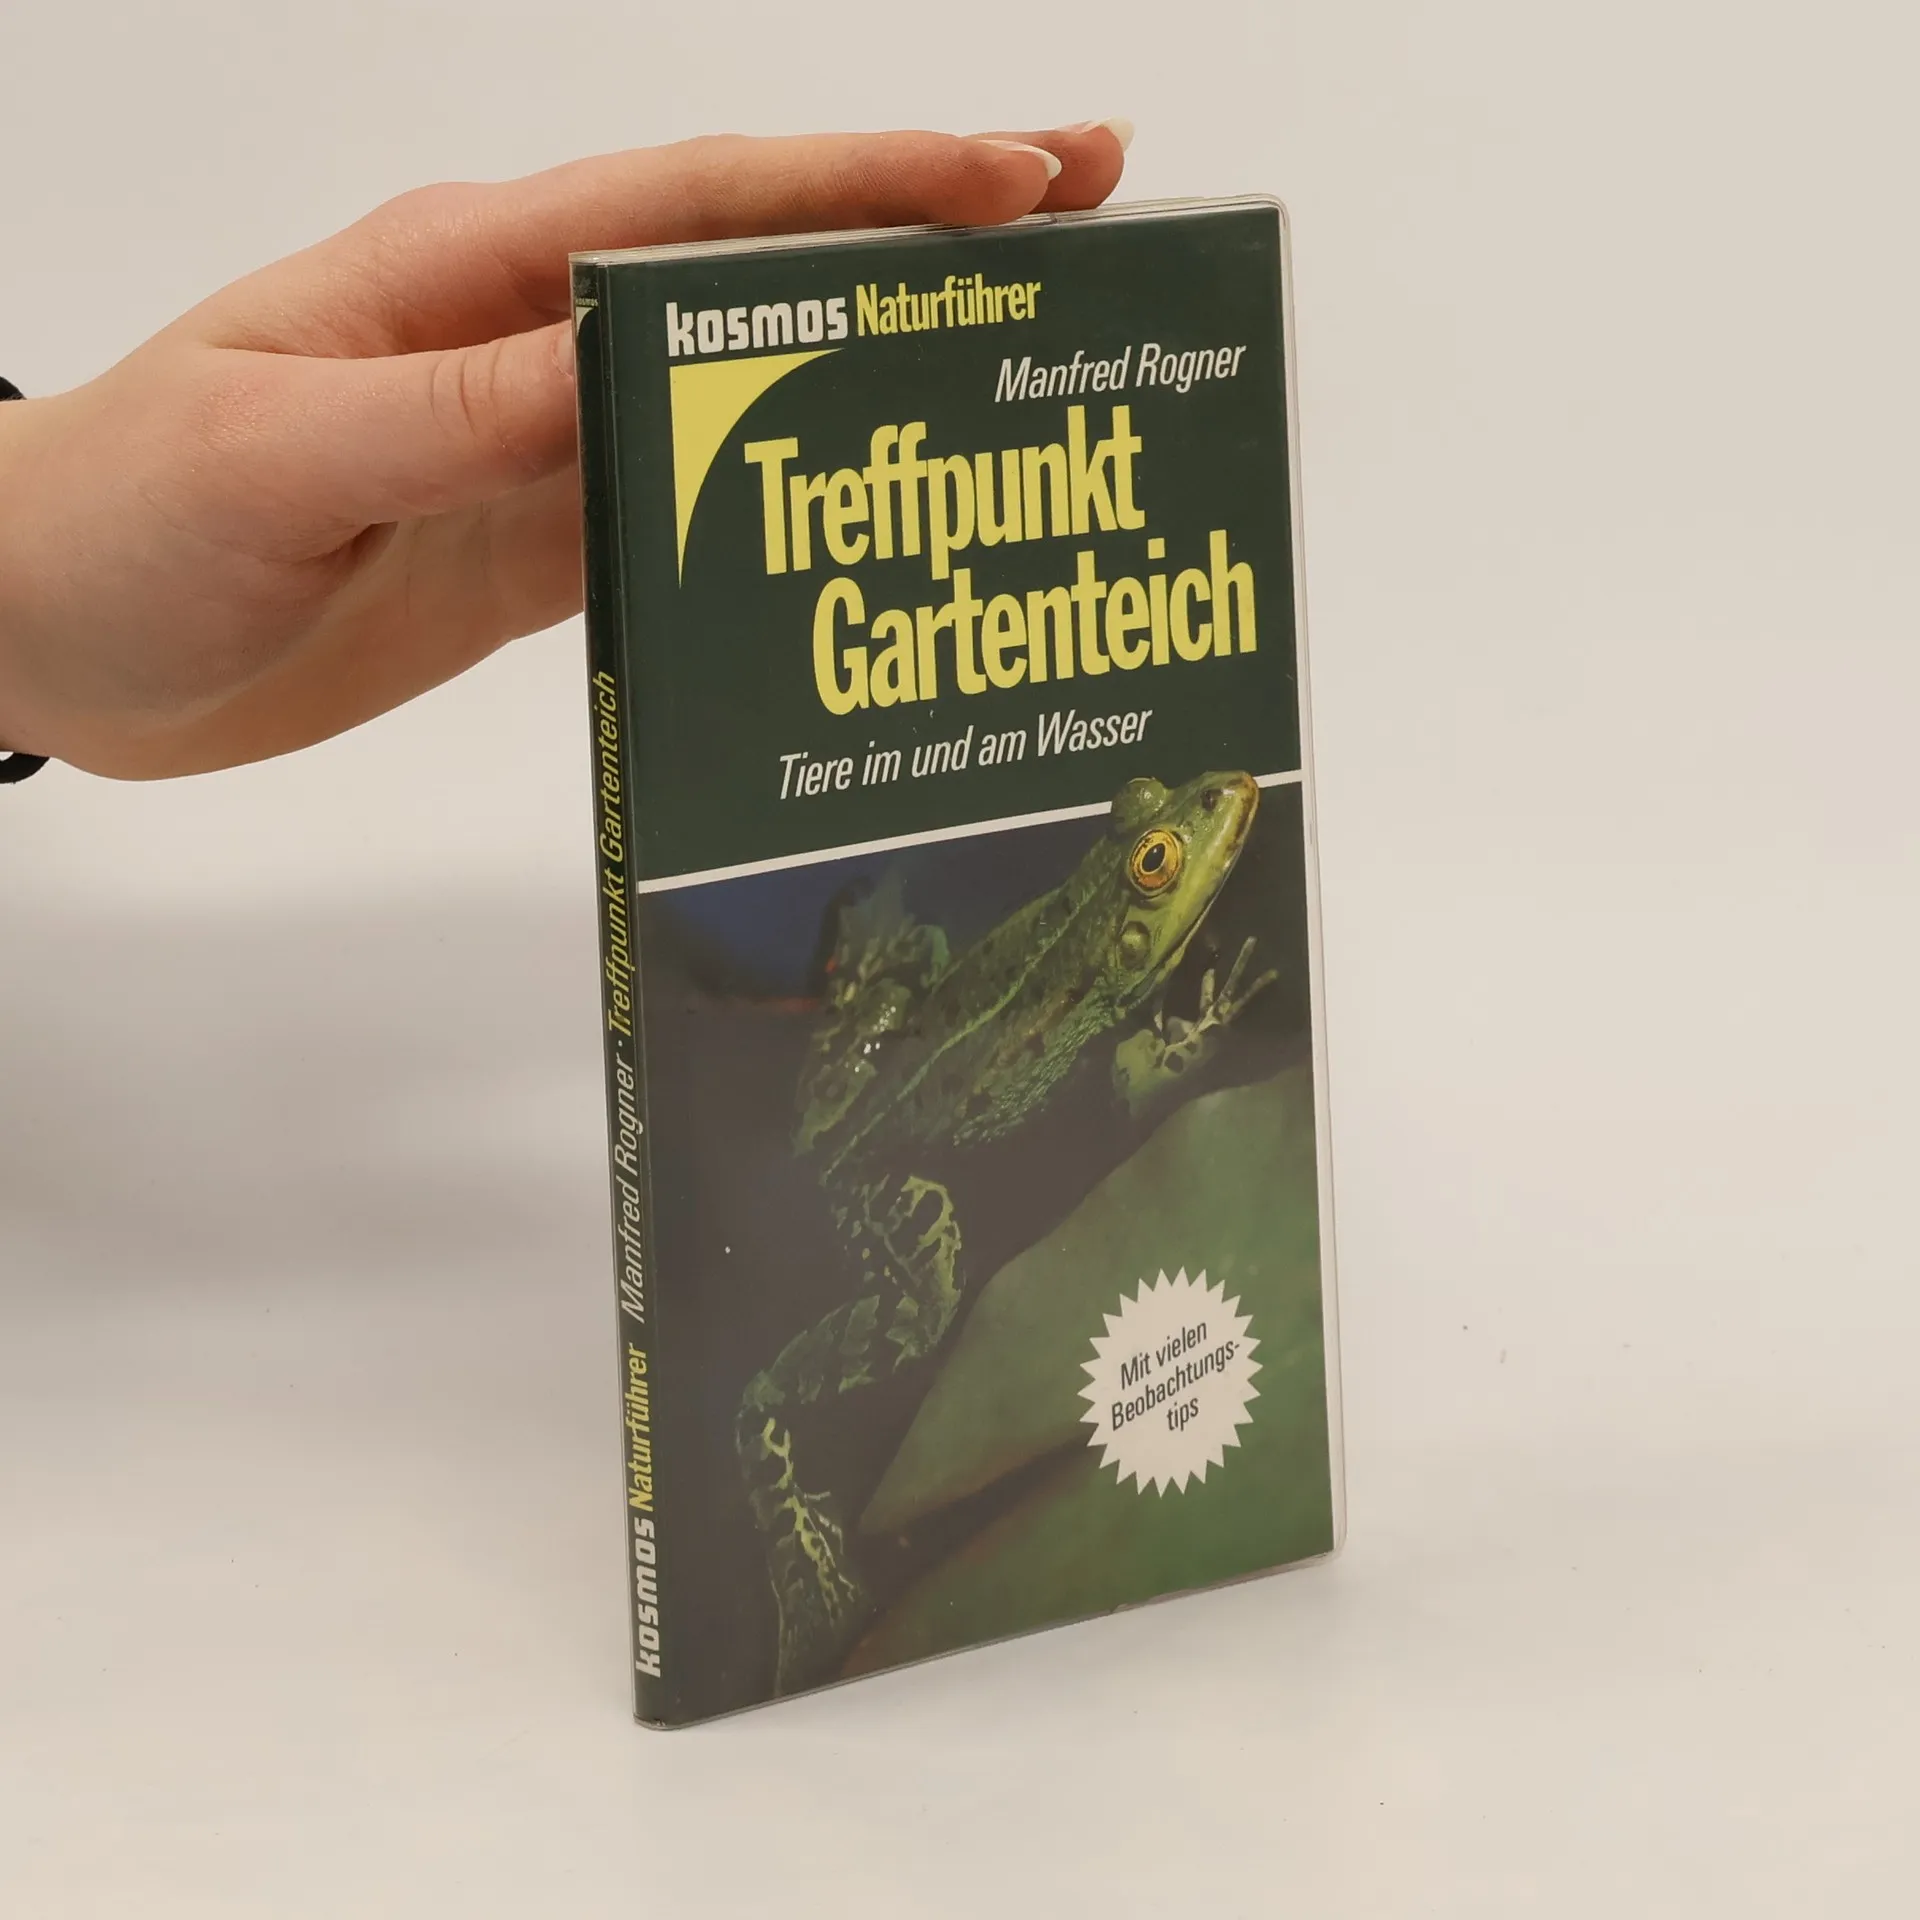 kosmos Naturführer
Manfred Rogner
Treffpunkt
Gartenteich
Tiere im und am Wasser
Mit vielen
Beobachtungs-
tips
kosmos
kosmos Naturführer Manfred Rogner · Treffpunkt Gartenteich